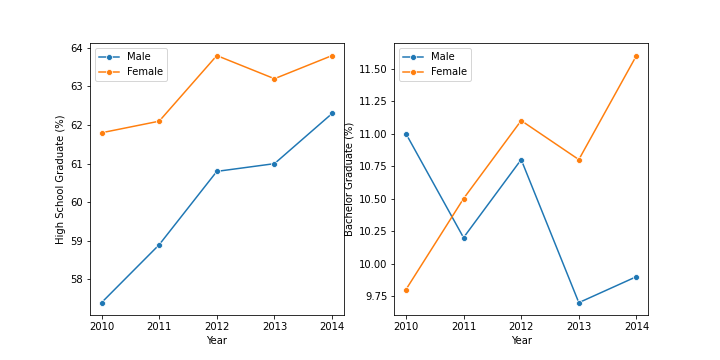 High School Graduate (%)
64
63
62
61
60
59
58
Male
Female
2010 2011 2012 2013 2014
Year
Bachelor Graduate (%)
11.50
11.25
11.00
10.75
10.50
10.25
10.00
9.75
Male
Female
2010 2011 2012 2013 2014
Year